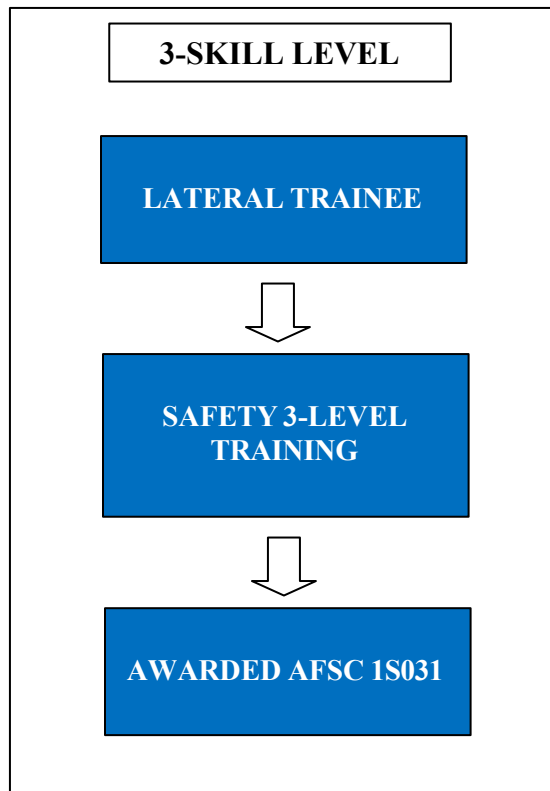 3-SKILL LEVEL
LATERAL TRAINEE
SAFETY 3-LEVEL
TRAINING
AWARDED AFSC 1S031